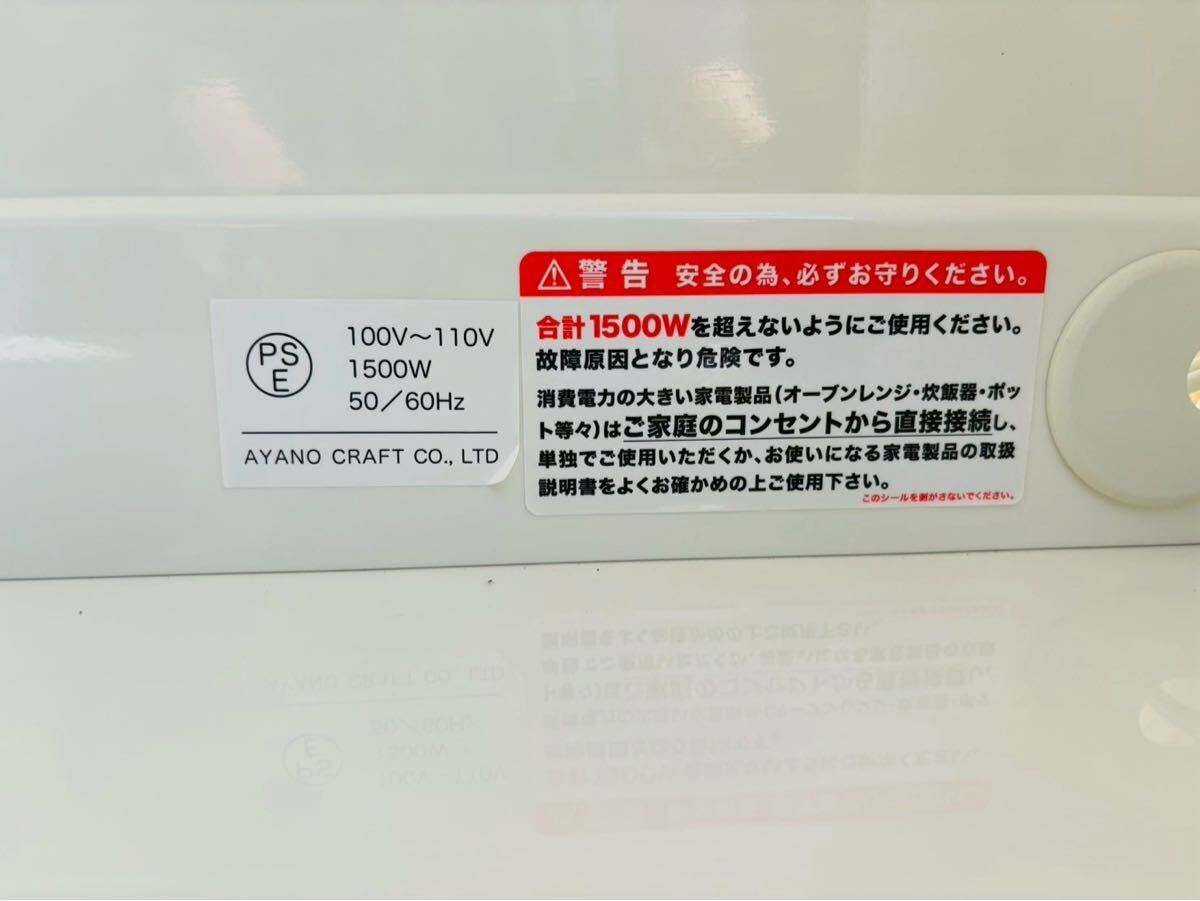 PS
E
100V～110V
1500W
50／60Hz
AYANO CRAFT CO., LTD
警告 安全の為、必ずお守りください。
合計1500Wを超えないようにご使用ください。
故障原因となり危険です。
消費電力の大きい家電製品（オーブンレンジ・炊飯器・ポッ
ト等々）はご家庭のコンセントから直接接続し、
単独でご使用いただくか、お使いになる家電製品の取扱
説明書をよくお確かめの上ご使用下さい。
このシールを剥がさないでください。